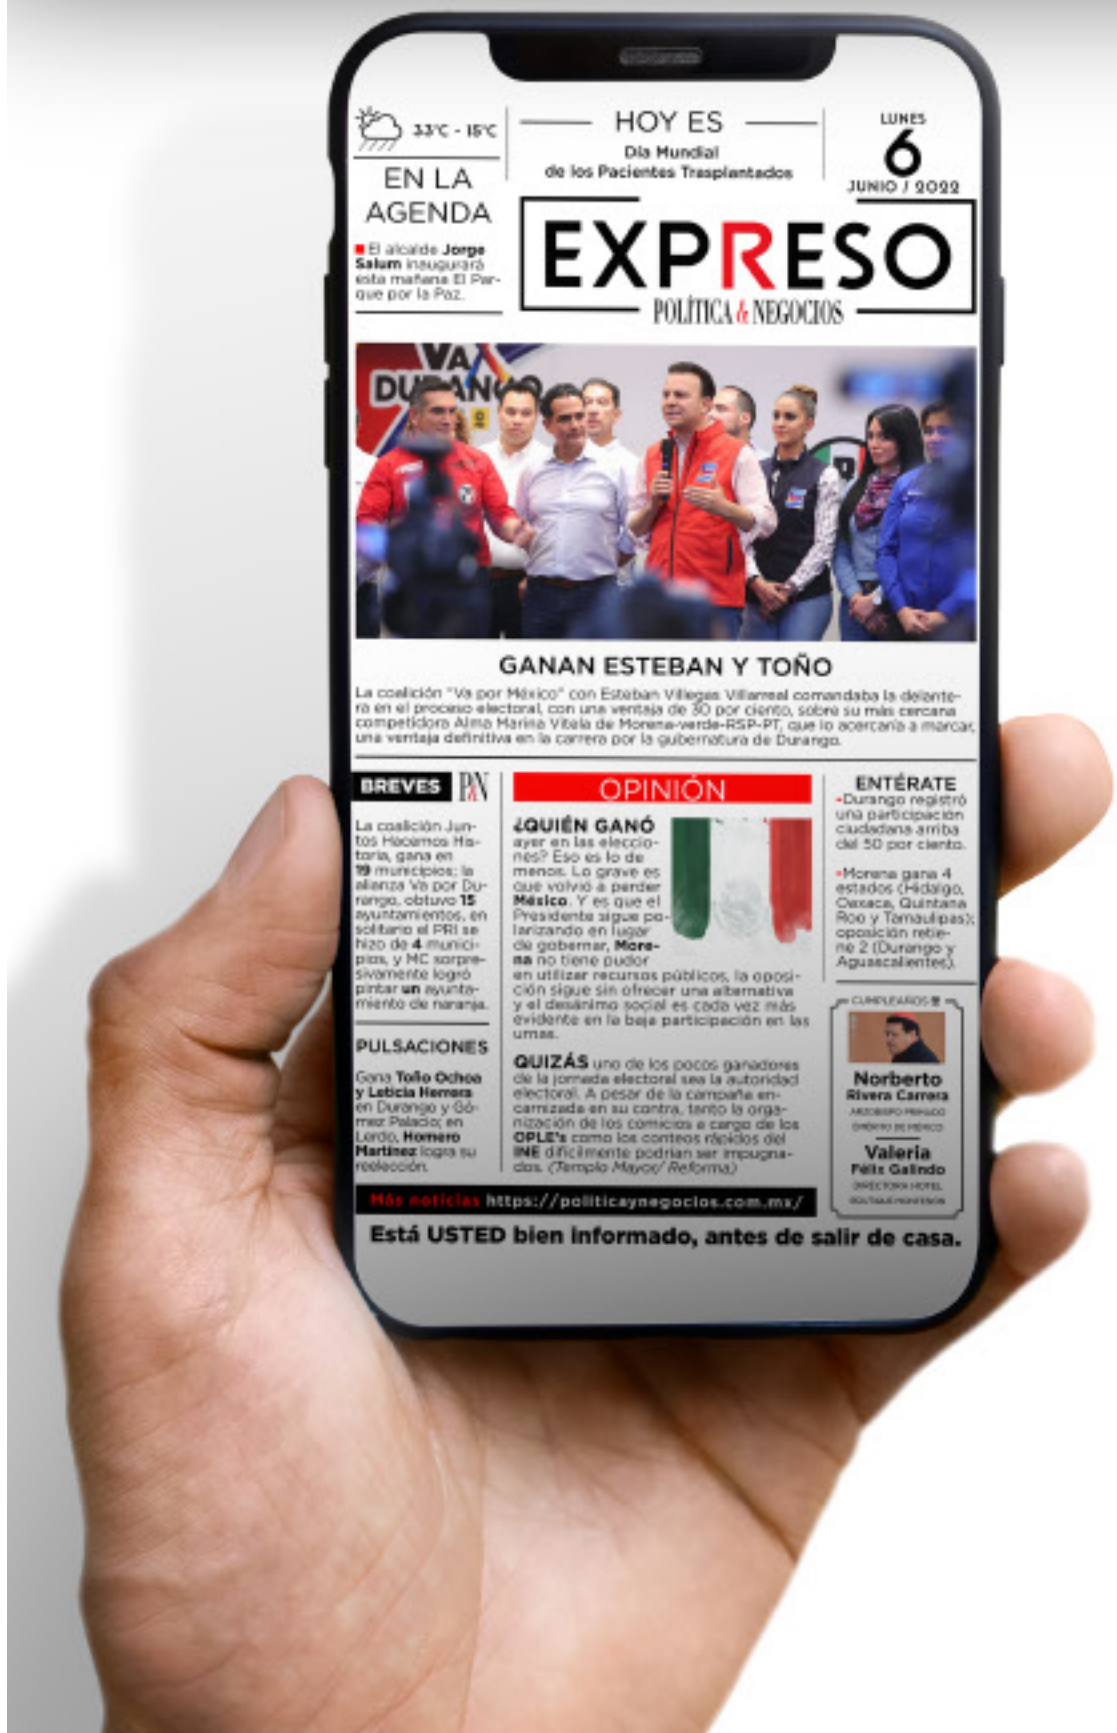 33°C - 15°C
EN LA
AGENDA
El alcalde Jorge
Salum inaugurará
esta mañana El Par-
que por la Paz.
HOY ES
Día Mundial
de los Pacientes Trasplantados
LUNES
6
JUNIO / 2022
EXPRESO
POLÍTICA & NEGOCIOS
VA
DURANGO
GANAN ESTEBAN Y TOÑO
La coalición "Va por México" con Esteban Villegas Villarreal comandaba la delante-
ra en el proceso electoral, con una ventaja de 30 por ciento, sobre su más cercana
competidora Alma Marina Vitela de Morena-verde-RSP-PT, que lo acercaría a marcar,
una ventaja definitiva en la carrera por la gubernatura de Durango.
BREVES P&N
La coalición Jun-
tos Hacemos His-
toria, gana en
19 municipios; la
alianza Va por Du-
rango, obtuvo 15
ayuntamientos, en
solitario el PRI se
hizo de 4 munici-
pios, y MC sorpre-
sivamente logró
pintar un ayunta-
miento de naranja.
PULSACIONES
Gana Toño Ochoa
y Leticia Herrera
en Durango y Gó-
mez Palacio; en
Lerdo, Homero
Martínez logra su
reelección.
OPINIÓN
¿QUIÉN GANÓ
ayer en las eleccio-
nes? Eso es lo de
menos. Lo grave es
que volvió a perder
México. Y es que el
Presidente sigue po-
larizando en lugar
de gobernar, More-
na no tiene pudor
en utilizar recursos públicos, la oposi-
ción sigue sin ofrecer una alternativa
y el desánimo social es cada vez más
evidente en la baja participación en las
urnas.
QUIZÁS uno de los pocos ganadores
de la jornada electoral sea la autoridad
electoral. A pesar de la campaña en-
carnizada en su contra, tanto la orga-
nización de los comicios a cargo de los
OPLE's como los conteos rápidos del
INE difícilmente podrían ser impugna-
dos. (Templo Mayor/ Reforma)
ENTÉRATE
•Durango registró
una participación
ciudadana arriba
del 50 por ciento.
•Morena gana 4
estados (Hidalgo,
Oaxaca, Quintana
Roo y Tamaulipas);
oposición retie-
ne 2 (Durango y
Aguascalientes).
CUMPLEAÑOS
Norberto
Rivera Carrera
ARZOBISPO PRIMADO
EMÉRITO DE MÉXICO
Valeria
Félix Galindo
DIRECTORA HOTEL
BOUTIQUE
Más noticias https://politicaynegocios.com.mx/
Está USTED bien informado, antes de salir de casa.